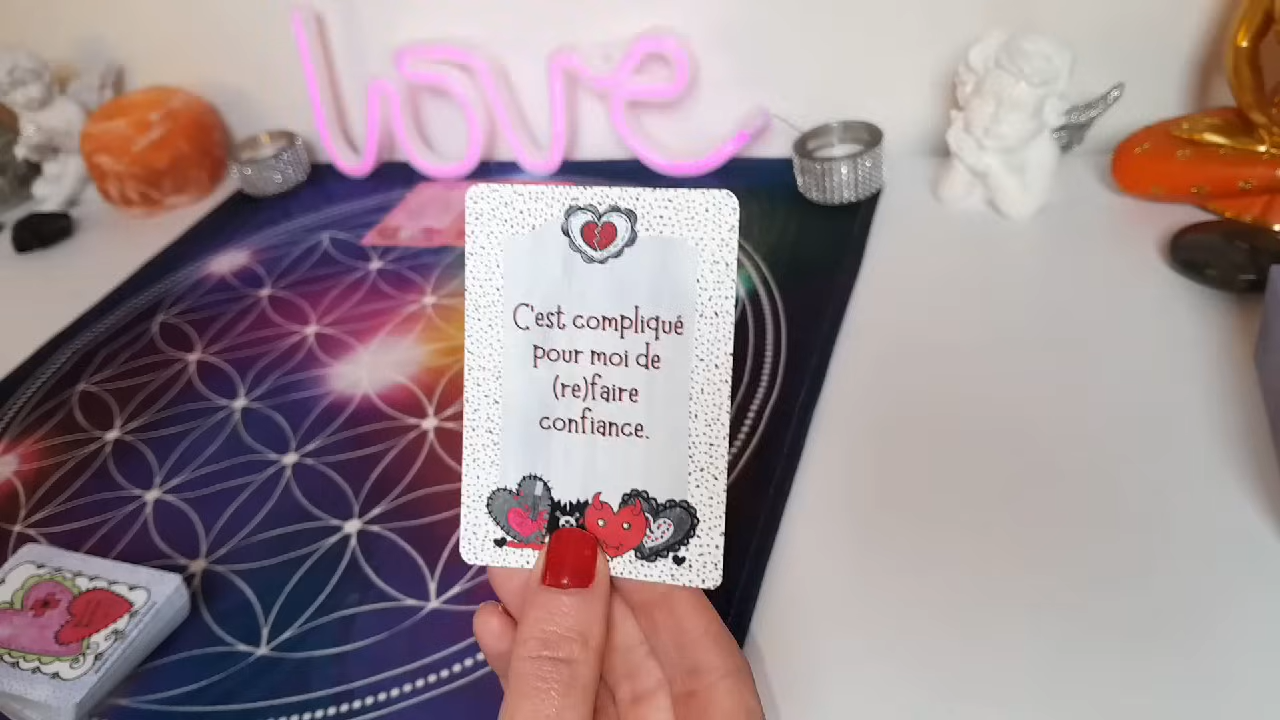 love
C'est compliqué
pour moi de
(re)faire
confiance.